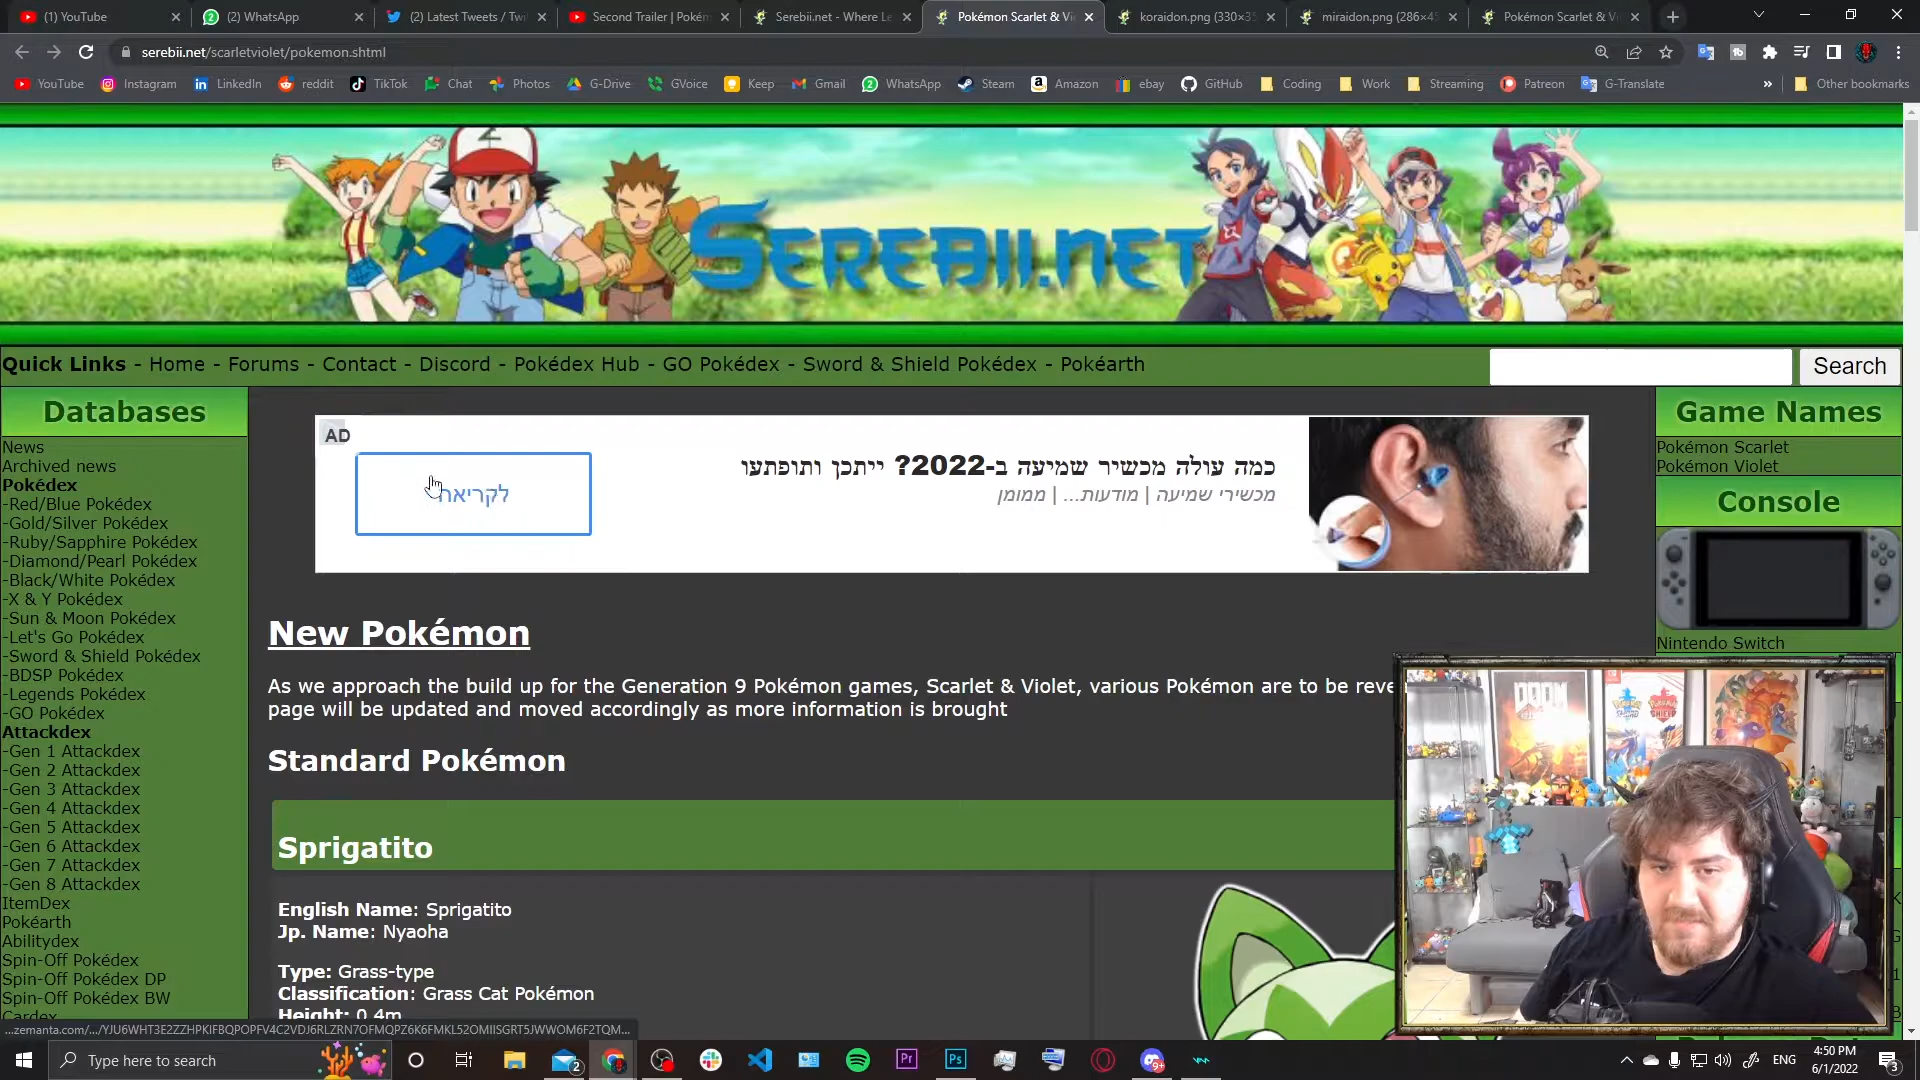 (1) YouTube
(2) WhatsApp
(2) Latest Tweets / Twi
Second Trailer | Pokém
Serebii.net - Where Le
Pokémon Scarlet & Vi
koraidon.png (330×35
miraidon.png (286×45
Pokémon Scarlet & V
serebii.net/scarletviolet/pokemon.shtml
YouTube Instagram LinkedIn reddit TikTok Chat Photos G-Drive GVoice Keep Gmail WhatsApp Steam Amazon ebay GitHub Coding Work Streaming Patreon G-Translate » Other bookmarks
SEREBII.NET
Quick Links - Home - Forums - Contact - Discord - Pokédex Hub - GO Pokédex - Sword & Shield Pokédex - Pokéarth
Search
Databases
News
Archived news
Pokédex
-Red/Blue Pokédex
-Gold/Silver Pokédex
-Ruby/Sapphire Pokédex
-Diamond/Pearl Pokédex
-Black/White Pokédex
-X & Y Pokédex
-Sun & Moon Pokédex
-Let's Go Pokédex
-Sword & Shield Pokédex
-BDSP Pokédex
-Legends Pokédex
-GO Pokédex
Attackdex
-Gen 1 Attackdex
-Gen 2 Attackdex
-Gen 3 Attackdex
-Gen 4 Attackdex
-Gen 5 Attackdex
-Gen 6 Attackdex
-Gen 7 Attackdex
-Gen 8 Attackdex
ItemDex
Pokéarth
Abilitydex
Spin-Off Pokédex
Spin-Off Pokédex DP
Spin-Off Pokédex BW
Cardex
AD
לקריאה
כמה עולה מכשיר שמיעה ב-2022? ייתכן ותופתעו
מכשירי שמיעה | מודעות... | ממומן
New Pokémon
As we approach the build up for the Generation 9 Pokémon games, Scarlet & Violet, various Pokémon are to be reve
page will be updated and moved accordingly as more information is brought
Standard Pokémon
Sprigatito
English Name: Sprigatito
Jp. Name: Nyaoha
Type: Grass-type
Classification: Grass Cat Pokémon
Height: 0.4m
Game Names
Pokémon Scarlet
Pokémon Violet
Console
Nintendo Switch
DOOM
Type here to search
2
9+
ENG
4:50 PM
6/1/2022
3